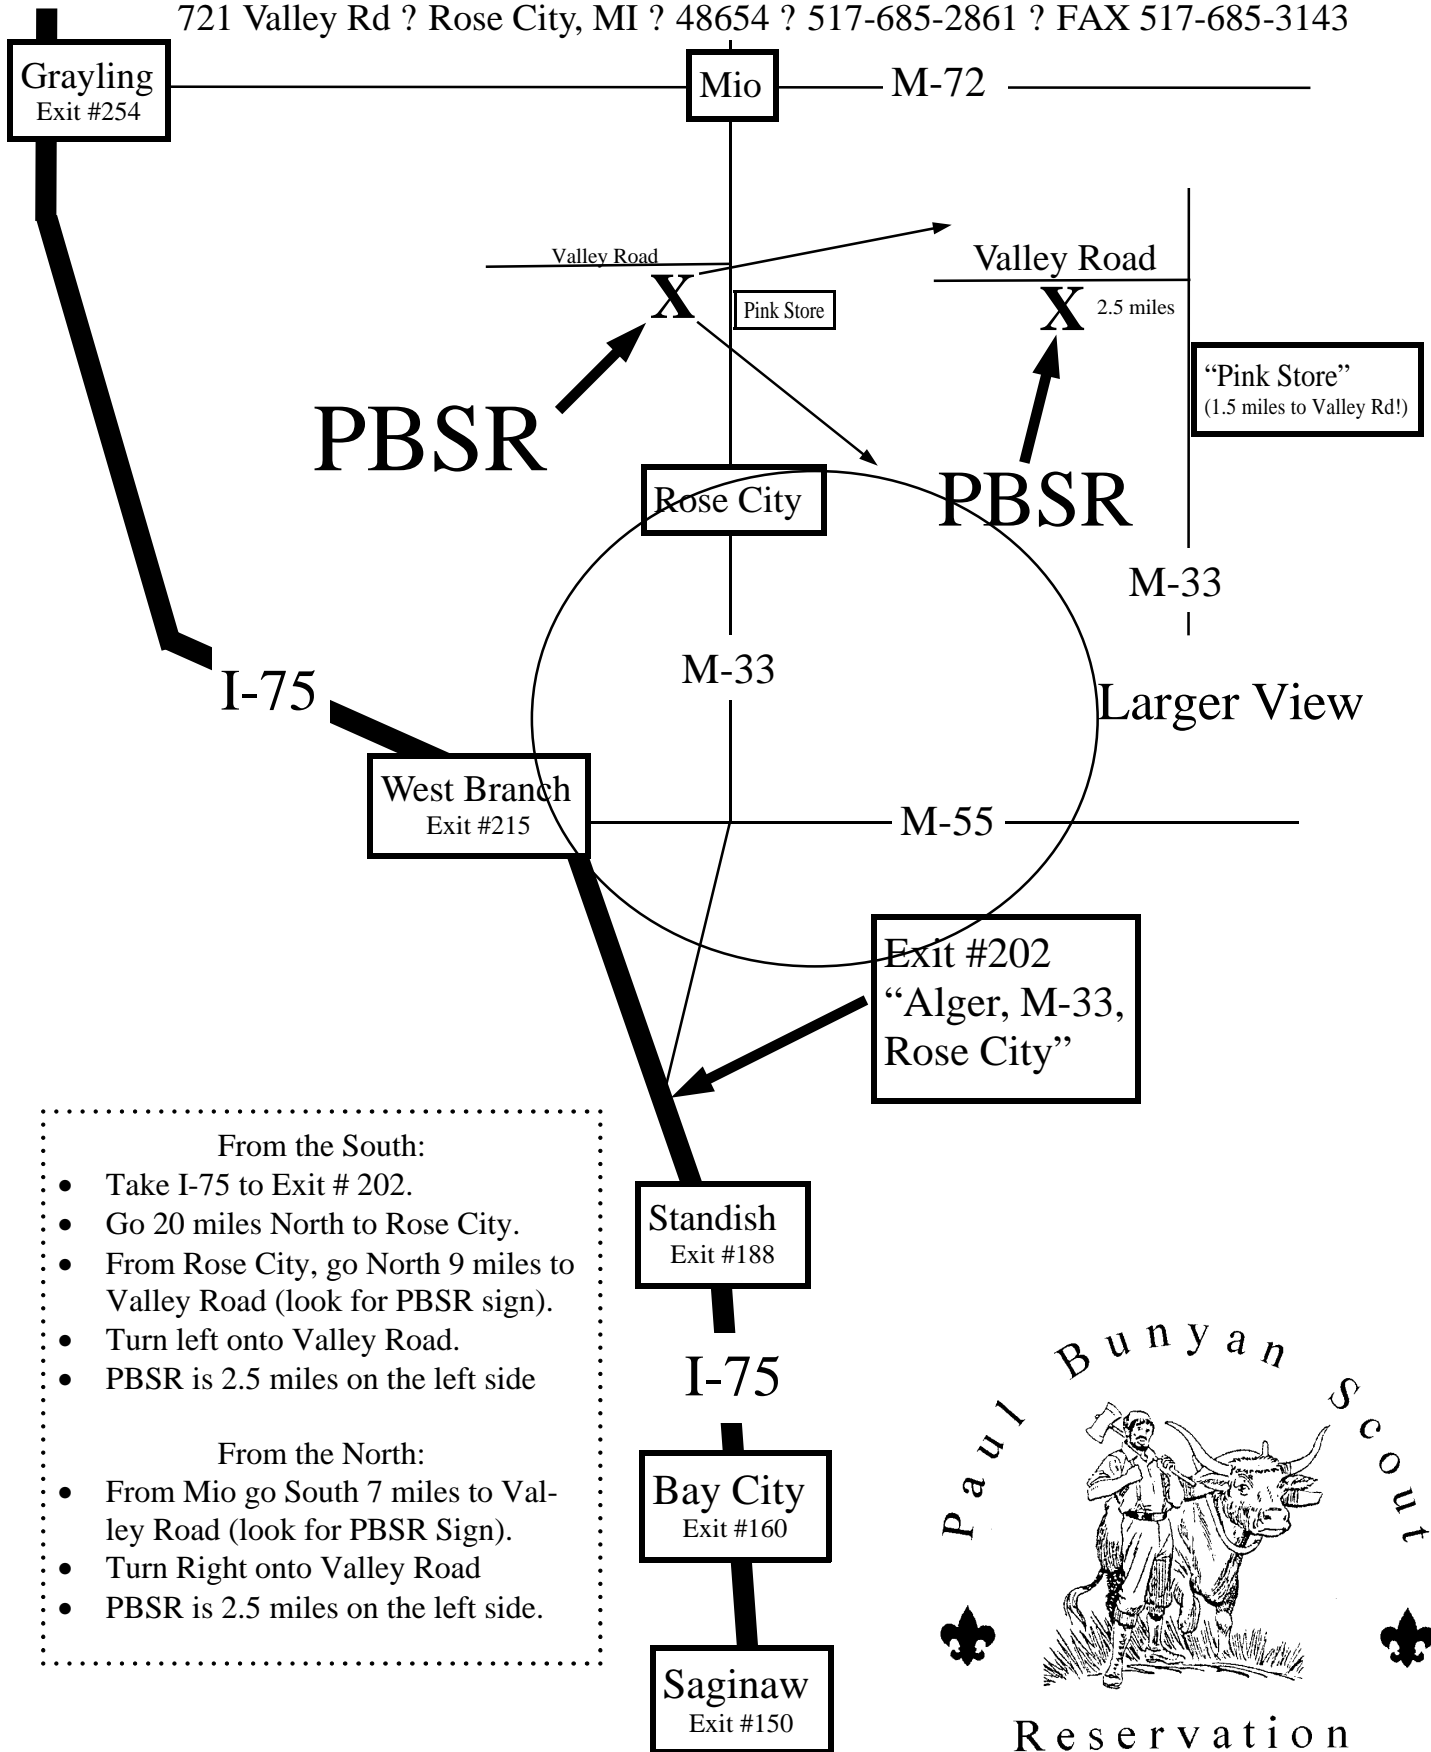 721 Valley Rd ? Rose City, MI ? 48654 ? 517-685-2861 ? FAX 517-685-3143
Grayling
Exit #254
Mio
M-72
Valley Road
X
Pink Store
PBSR
Valley Road
X
2.5 miles
“Pink Store”
(1.5 miles to Valley Rd!)
PBSR
M-33
Larger View
Rose City
M-33
I-75
West Branch
Exit #215
M-55
Exit #202
“Alger, M-33,
Rose City”
From the South:
• Take I-75 to Exit # 202.
• Go 20 miles North to Rose City.
• From Rose City, go North 9 miles to
Valley Road (look for PBSR sign).
• Turn left onto Valley Road.
• PBSR is 2.5 miles on the left side
From the North:
• From Mio go South 7 miles to Val-
ley Road (look for PBSR Sign).
• Turn Right onto Valley Road
• PBSR is 2.5 miles on the left side.
Standish
Exit #188
I-75
Bay City
Exit #160
Saginaw
Exit #150
Paul Bunyan Scout
Reservation